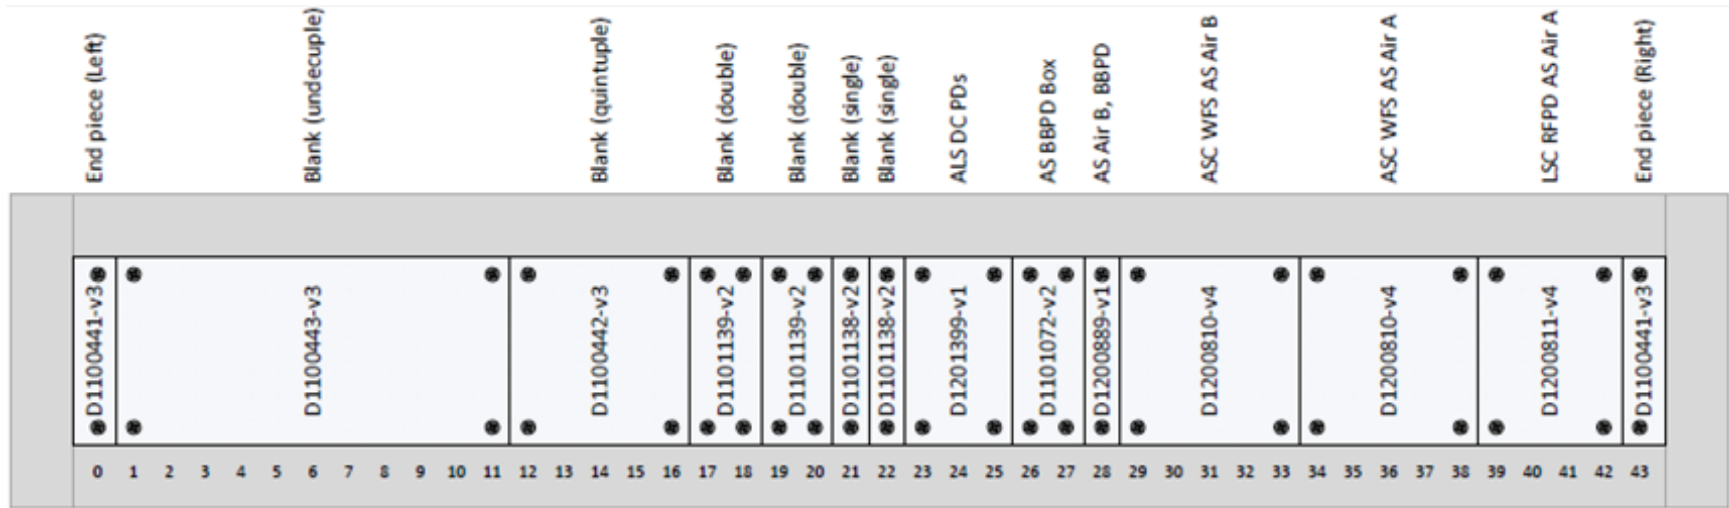 End piece (Left)
Blank (undecuple)
Blank (quintuple)
Blank (double)
Blank (double)
Blank (single)
Blank (single)
ALS DC PDs
AS BBPD Box
AS Air B, BBPD
ASC WFS AS Air B
ASC WFS AS Air A
LSC RFPD AS Air A
End piece (Right)
D1100441-v3
D1100443-v3
D1100442-v3
D1101139-v2
D1101139-v2
D1101138-v2
D1101138-v2
D1201399-v1
D1101072-v2
D1200889-v1
D1200810-v4
D1200810-v4
D1200811-v4
D1100441-v3
0 1 2 3 4 5 6 7 8 9 10 11 12 13 14 15 16 17 18 19 20 21 22 23 24 25 26 27 28 29 30 31 32 33 34 35 36 37 38 39 40 41 42 43